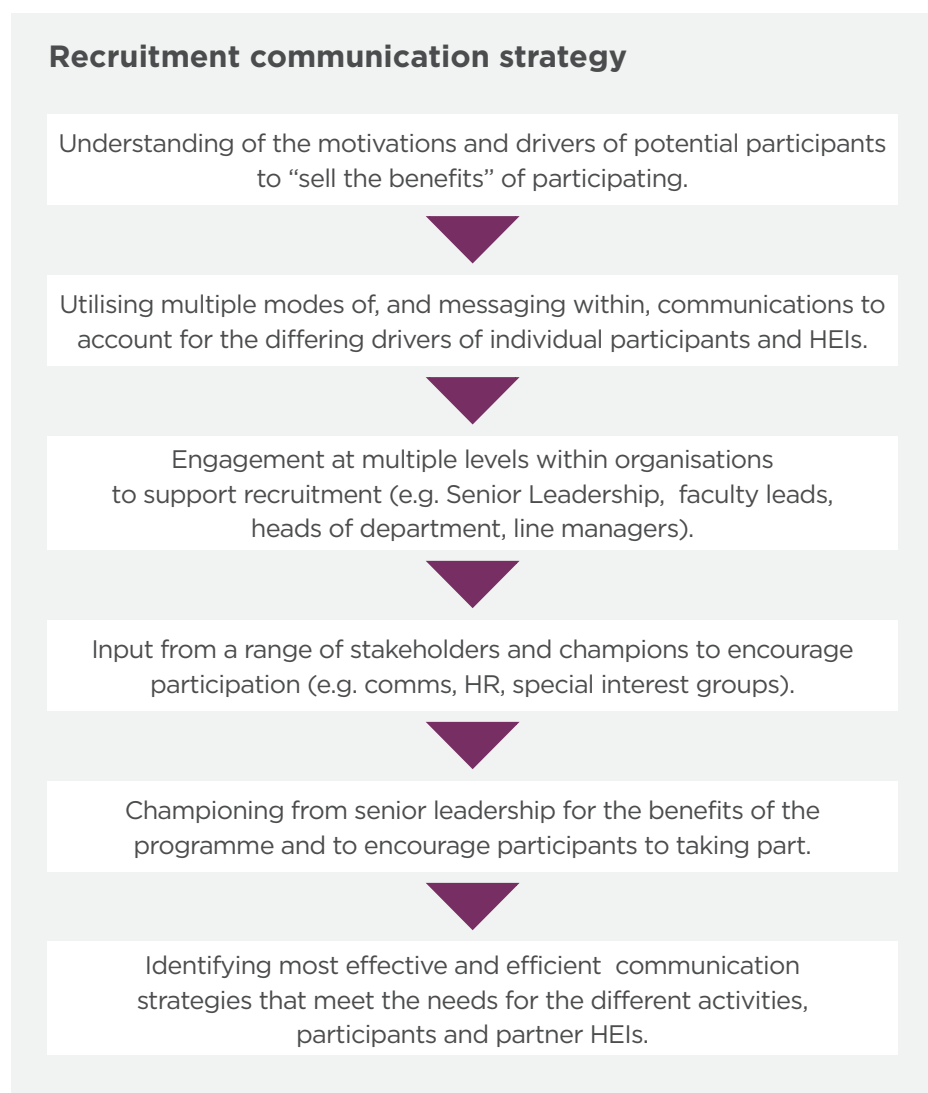 Recruitment communication strategy
Understanding of the motivations and drivers of potential participants
to “sell the benefits” of participating.
Utilising multiple modes of, and messaging within, communications to
account for the differing drivers of individual participants and HEIs.
Engagement at multiple levels within organisations
to support recruitment (e.g. Senior Leadership,  faculty leads,
heads of department, line managers).
Input from a range of stakeholders and champions to encourage
participation (e.g. comms, HR, special interest groups).
Championing from senior leadership for the benefits of the
programme and to encourage participants to taking part.
Identifying most effective and efficient  communication
strategies that meet the needs for the different activities,
participants and partner HEIs.